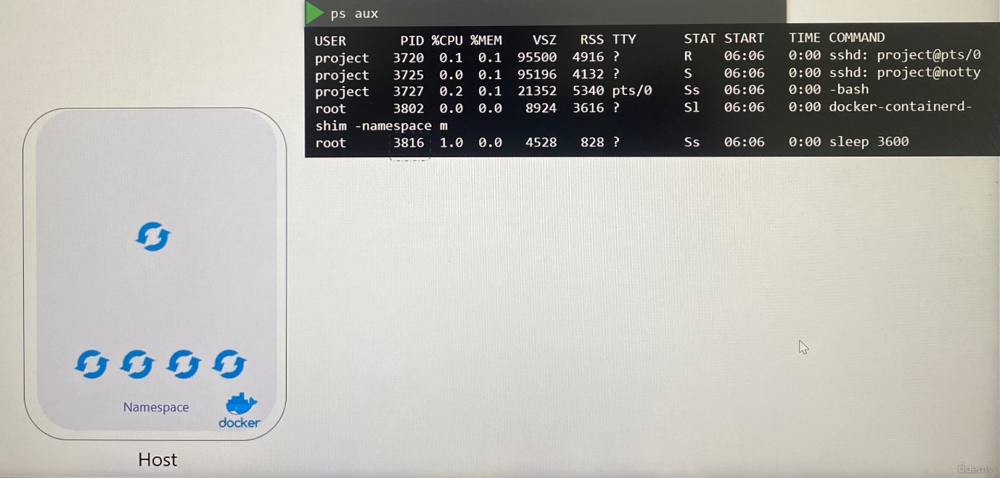 ps aux
USER PID %CPU %MEM VSZ RSS TTY STAT START TIME COMMAND
project 3720 0.1 0.1 95500 4916 ? R 06:06 0:00 sshd: project@pts/0
project 3725 0.0 0.1 95196 4132 ? S 06:06 0:00 sshd: project@notty
project 3727 0.2 0.1 21352 5340 pts/0 Ss 06:06 0:00 -bash
root 3802 0.0 0.0 8924 3616 ? Sl 06:06 0:00 docker-containerd-
shim -namespace m
root 3816 1.0 0.0 4528 828 ? Ss 06:06 0:00 sleep 3600
Namespace
docker
Host
ûdemy